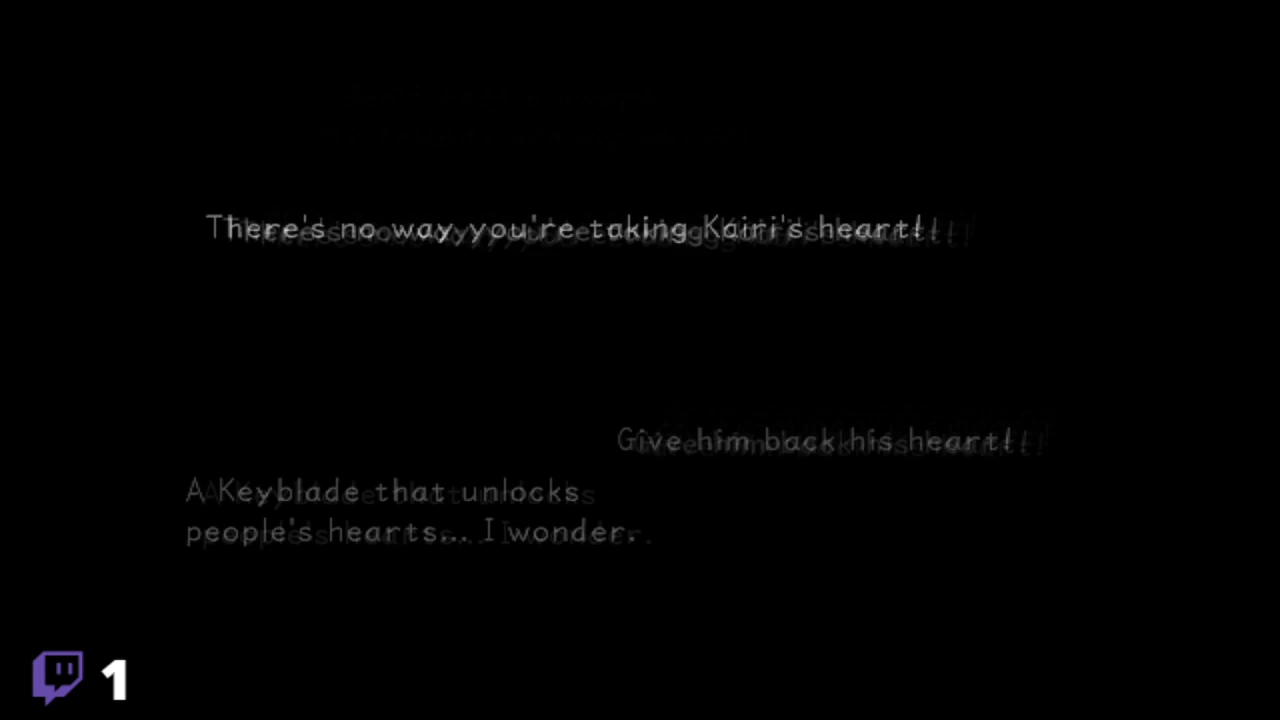 There's no way you're taking Kairi's heart!
Give him back his heart!
A Keyblade that unlocks
people's hearts... I wonder.
1